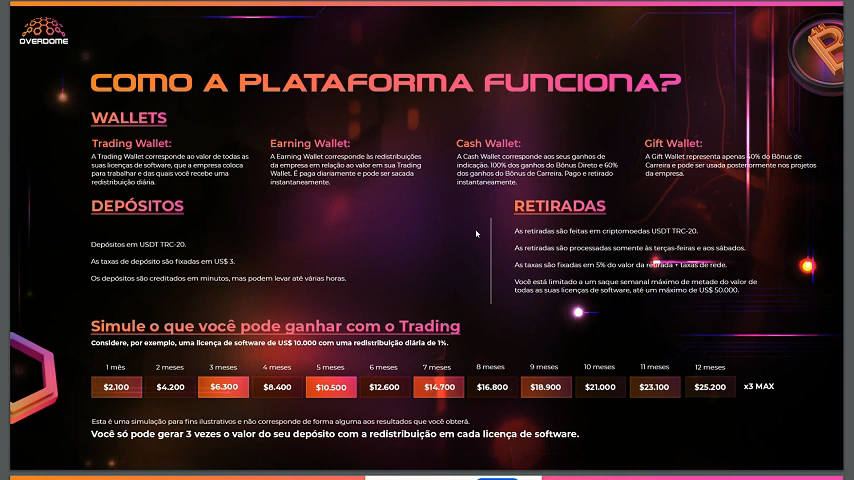 OVERDOME
COMO A PLATAFORMA FUNCIONA?
WALLETS
Trading Wallet:
A Trading Wallet corresponde ao valor de todas as
suas licenças de software, que a empresa coloca
para trabalhar e das quais você recebe uma
redistribuição diária.
Earning Wallet:
A Earning Wallet corresponde às redistribuições
da empresa em relação ao valor em sua Trading
Wallet. É paga diariamente e pode ser sacada
instantaneamente.
Cash Wallet:
A Cash Wallet corresponde aos seus ganhos de
indicação. 100% dos ganhos do Bônus Direto e 60%
dos ganhos do Bônus de Carreira. Pago e retirado
instantaneamente.
Gift Wallet:
A Gift Wallet representa apenas 40% do Bônus de
Carreira e pode ser usada posteriormente nos projetos
da empresa.
DEPÓSITOS
Depósitos em USDT TRC-20.
As taxas de depósito são fixadas em US$ 3.
Os depósitos são creditados em minutos, mas podem levar até várias horas.
RETIRADAS
As retiradas são feitas em criptomoedas USDT TRC-20.
As retiradas são processadas somente às terças-feiras e aos sábados.
As taxas são fixadas em 5% do valor da retirada + taxas de rede.
Você está limitado a um saque semanal máximo de metade do valor de
todas as suas licenças de software, até um máximo de US$ 50.000.
Simule o que você pode ganhar com o Trading
Considere, por exemplo, uma licença de software de US$ 10.000 com uma redistribuição diária de 1%.
1 mês 2 meses 3 meses 4 meses 5 meses 6 meses 7 meses 8 meses 9 meses 10 meses 11 meses 12 meses
$2.100 $4.200 $6.300 $8.400 $10.500 $12.600 $14.700 $16.800 $18.900 $21.000 $23.100 $25.200 x3 MAX
Esta é uma simulação para fins ilustrativos e não corresponde de forma alguma aos resultados que você obterá.
Você só pode gerar 3 vezes o valor do seu depósito com a redistribuição em cada licença de software.